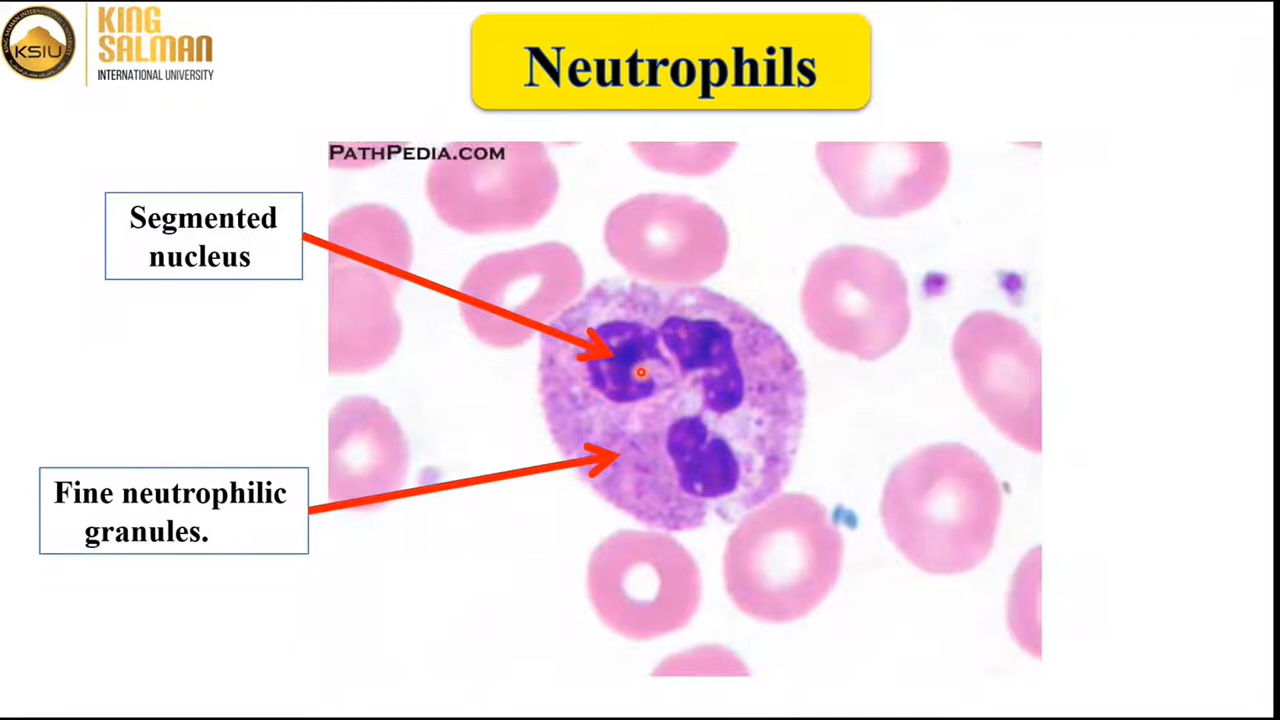 KSIU
KING
SALMAN
INTERNATIONAL UNIVERSITY
Neutrophils
PATHPEDIA.COM
Segmented
nucleus
Fine neutrophilic
granules.